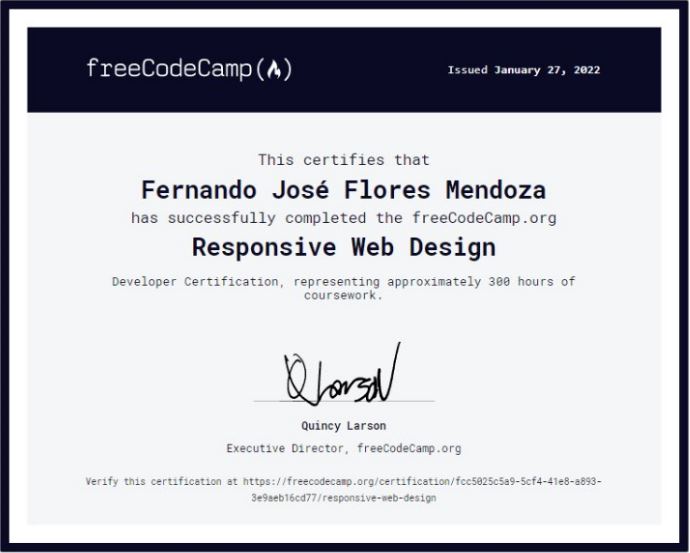 freeCodeCamp(🔥)
Issued January 27, 2022
This certifies that
Fernando José Flores Mendoza
has successfully completed the freeCodeCamp.org
Responsive Web Design
Developer Certification, representing approximately 300 hours of
coursework.
QLarson
Quincy Larson
Executive Director, freeCodeCamp.org
Verify this certification at https://freecodecamp.org/certification/fcc5025c5a9-5cf4-41e8-a893-
3e9aeb16cd77/responsive-web-design